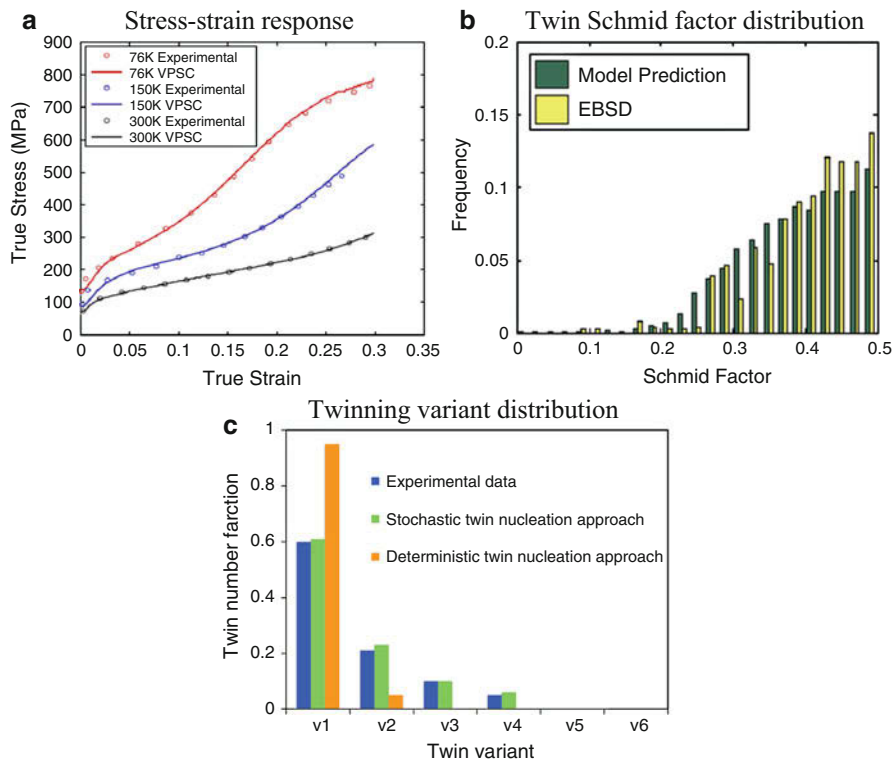 a Stress-strain response
900
800
700
600
500
400
300
200
100
0
True Stress (MPa)
76K Experimental
76K VPSC
150K Experimental
150K VPSC
300K Experimental
300K VPSC
0 0.05 0.1 0.15 0.2 0.25 0.3 0.35
True Strain
b Twin Schmid factor distribution
0.2
0.15
0.1
0.05
0
Frequency
Model Prediction
EBSD
0 0.1 0.2 0.3 0.4 0.5
Schmid Factor
Twinning variant distribution
c
1
0.8
0.6
0.4
0.2
0
Twin number farction
Experimental data
Stochastic twin nucleation approach
Deterministic twin nucleation approach
v1 v2 v3 v4 v5 v6
Twin variant